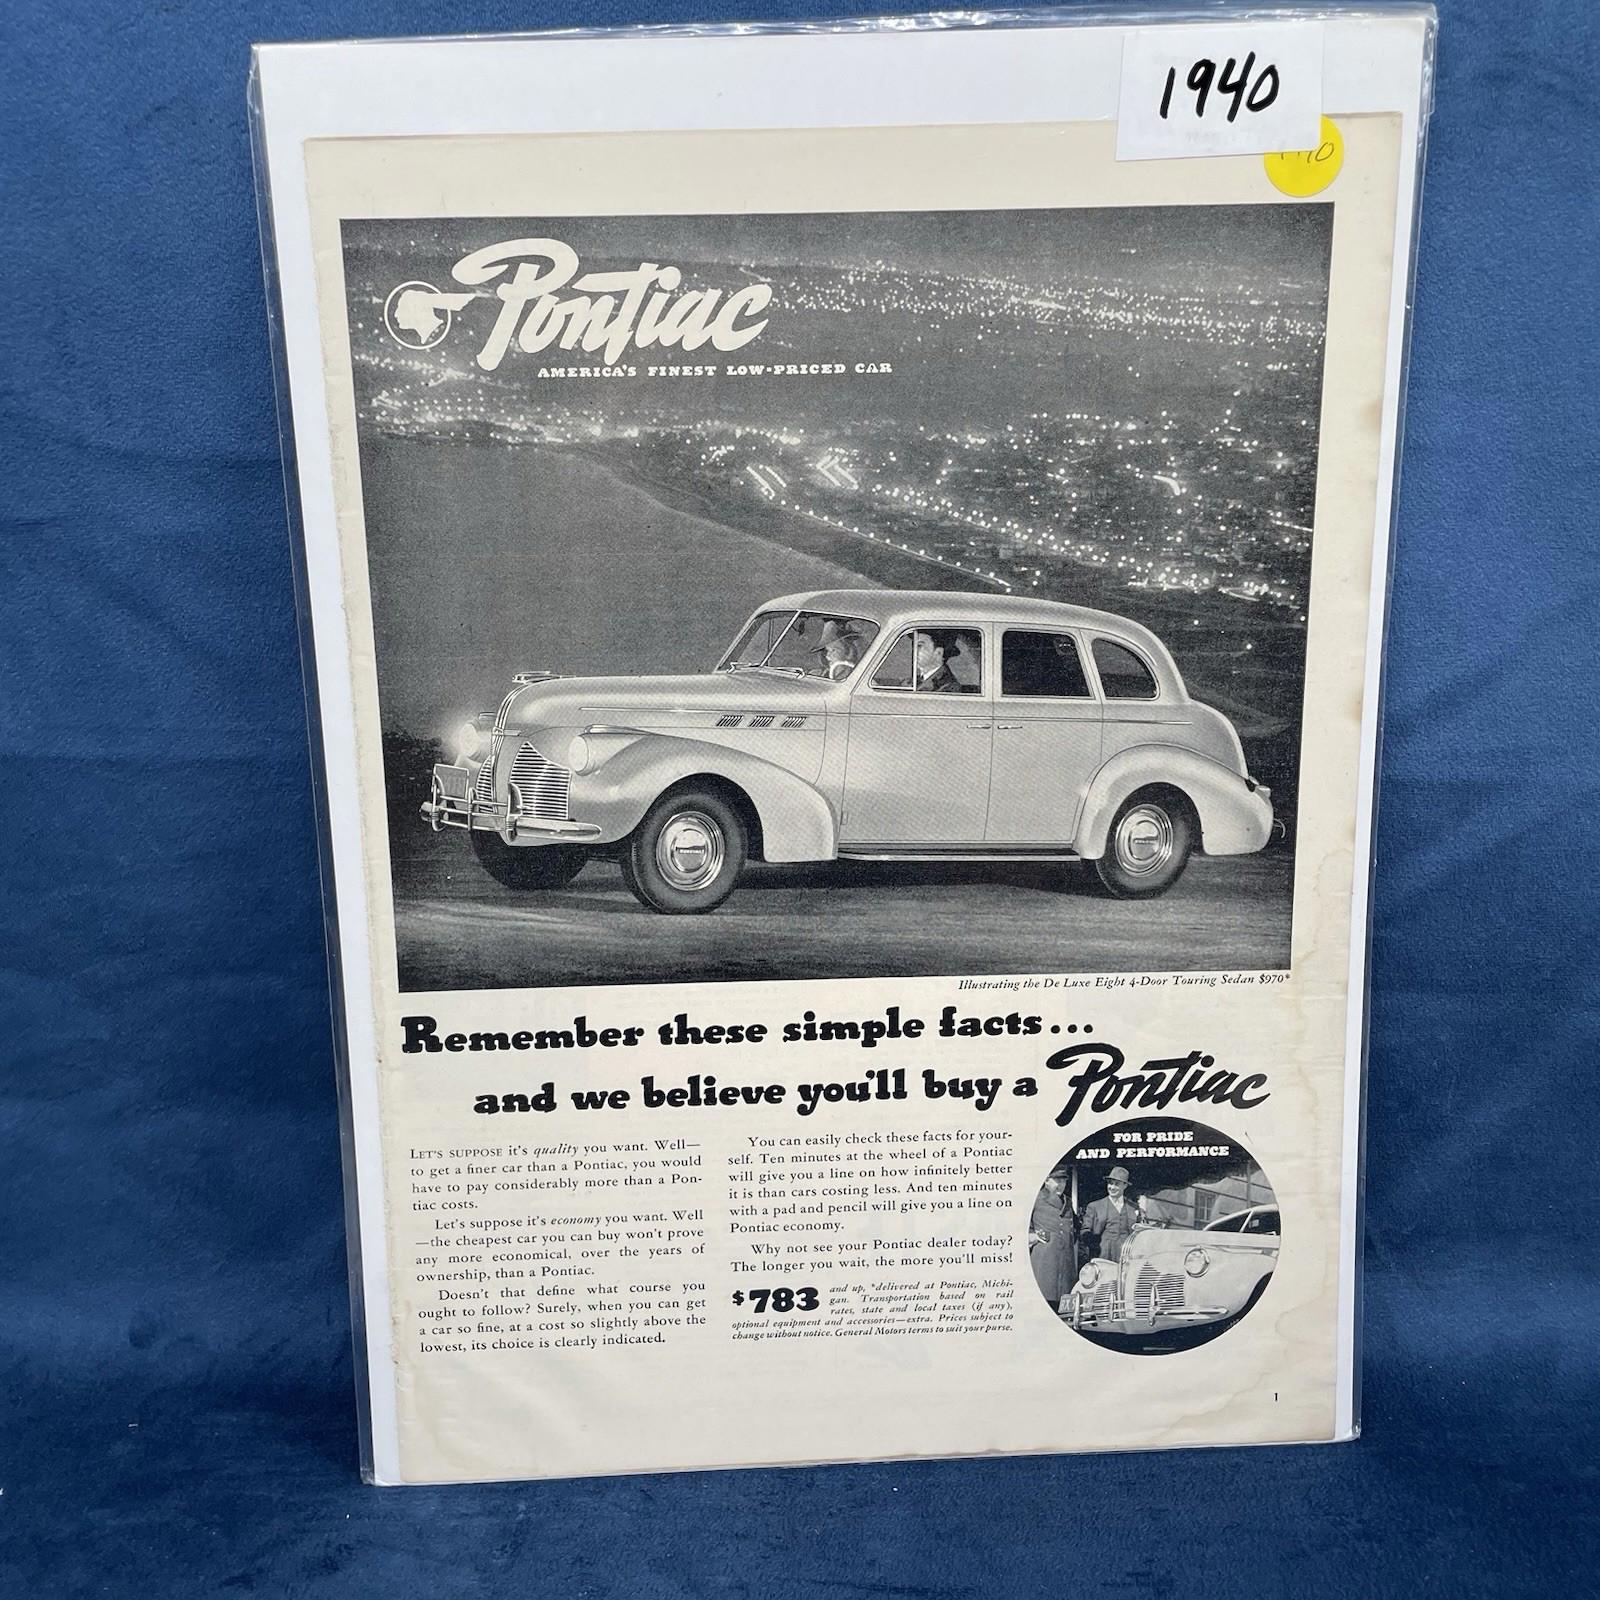 1940
Pontiac
AMERICA'S FINEST LOW-PRICED CAR
Illustrating the De Luxe Eight 4-Door Touring Sedan $970*
Remember these simple facts...
and we believe you'll buy a Pontiac
LET'S SUPPOSE it's quality you want. Well—
to get a finer car than a Pontiac, you would
have to pay considerably more than a Pon-
tiac costs.
Let's suppose it's economy you want. Well
—the cheapest car you can buy won't prove
any more economical, over the years of
ownership, than a Pontiac.
Doesn't that define what course you
ought to follow? Surely, when you can get
a car so fine, at a cost so slightly above the
lowest, its choice is clearly indicated.
You can easily check these facts for your-
self. Ten minutes at the wheel of a Pontiac
will give you a line on how infinitely better
it is than cars costing less. And ten minutes
with a pad and pencil will give you a line on
Pontiac economy.
Why not see your Pontiac dealer today?
The longer you wait, the more you'll miss!
$783 and up, *delivered at Pontiac, Michi-
gan. Transportation based on rail
rates, state and local taxes (if any),
optional equipment and accessories—extra. Prices subject to
change without notice. General Motors terms to suit your purse.
FOR PRIDE
AND PERFORMANCE
1